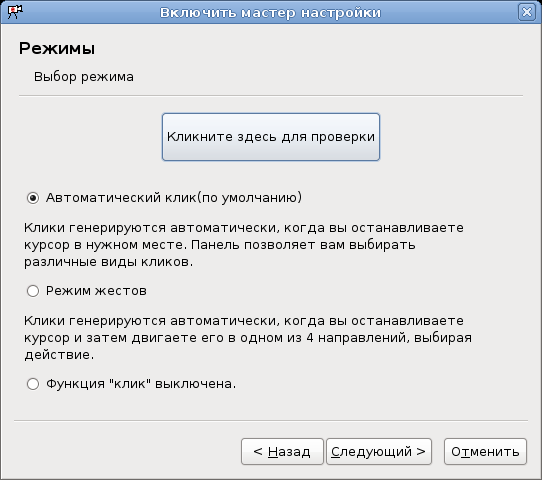 Включить мастер настройки
Режимы
Выбор режима
Кликните здесь для проверки
Автоматический клик(по умолчанию)
Клики генерируются автоматически, когда вы останавливаете
курсор в нужном месте. Панель позволяет вам выбирать
различные виды кликов.
Режим жестов
Клики генерируются автоматически, когда вы останавливаете
курсор и затем двигаете его в одном из 4 направлений, выбирая
действие.
Функция "клик" выключена.
< Назад
Следующий >
Отменить